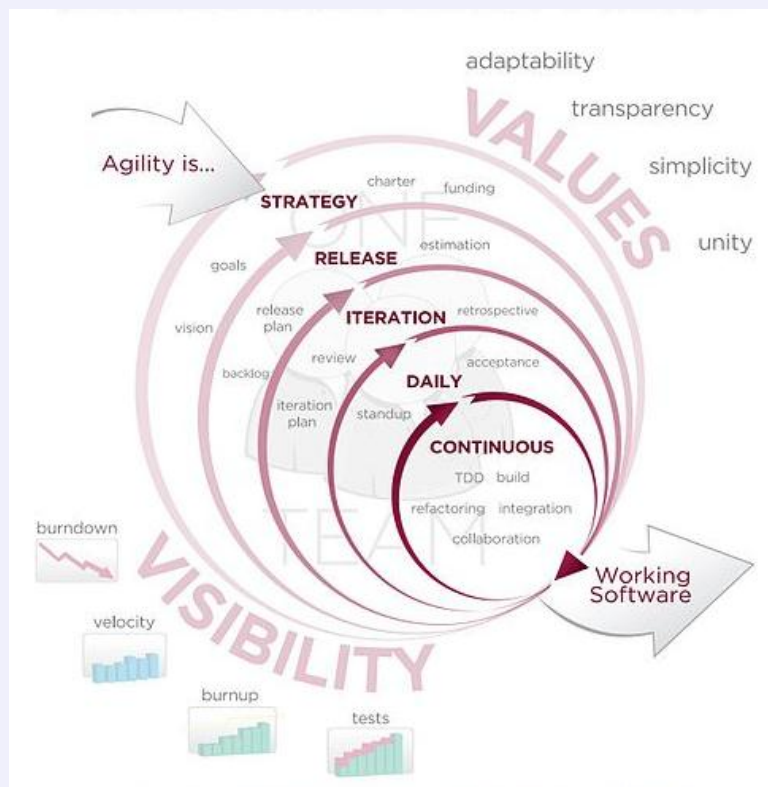 adaptability
transparency
simplicity
unity
VALUES
Agility is...
STRATEGY
charter
funding
ONE
goals
vision
RELEASE
estimation
release
plan
backlog
ITERATION
retrospective
review
iteration
plan
DAILY
acceptance
standup
CONTINUOUS
TDD build
refactoring integration
collaboration
TEAM
Working
Software
VISIBILITY
burndown
velocity
burnup
tests